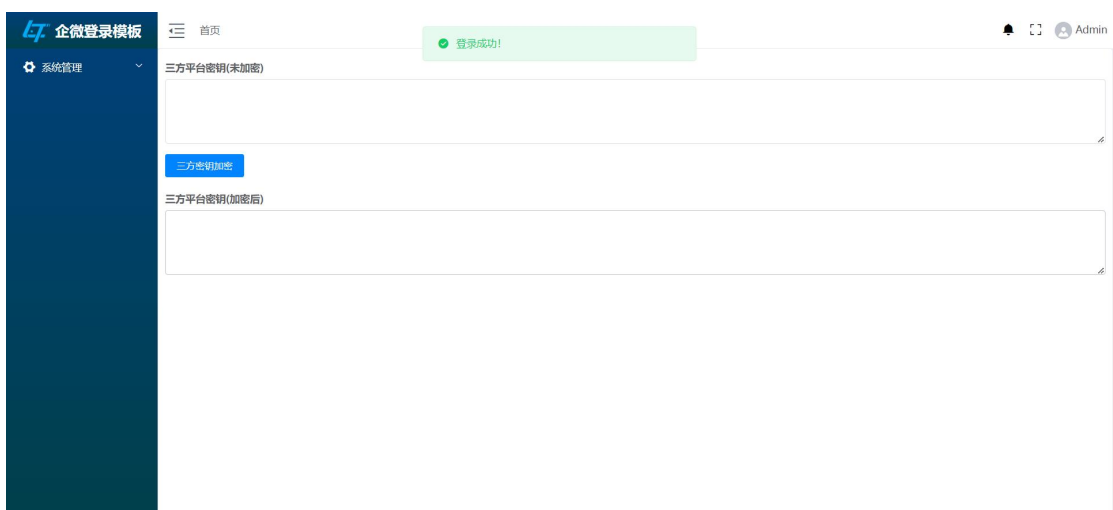 企微登录模板
首页
登录成功!
Admin
系统管理
三方平台密钥(未加密)
三方密钥加密
三方平台密钥(加密后)